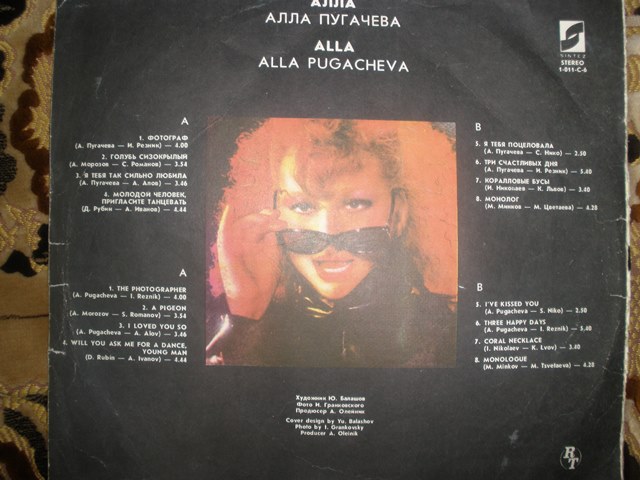 АЛЛА
АЛЛА ПУГАЧЕВА
ALLA
ALLA PUGACHEVA
SINTEZ
STEREO
1-011-C-6
A
1. ФОТОГРАФ
(А. Пугачева — И. Резник) — 4.00
2. ГОЛУБЬ СИЗОКРЫЛЫЙ
(А. Морозов — С. Романов) — 3.54
3. Я ТЕБЯ ТАК СИЛЬНО ЛЮБИЛА
(А. Пугачева — А. Алов) — 3.46
4. МОЛОДОЙ ЧЕЛОВЕК,
ПРИГЛАСИТЕ ТАНЦЕВАТЬ
(Д. Рубин — А. Иванов) — 4.44
B
5. Я ТЕБЯ ПОЦЕЛОВАЛА
(А. Пугачева — С. Нико) — 2.50
6. ТРИ СЧАСТЛИВЫХ ДНЯ
(А. Пугачева — И. Резник) — 5.40
7. КОРАЛЛОВЫЕ БУСЫ
(И. Николаев — К. Львов) — 3.40
8. МОНОЛОГ
(М. Минков — М. Цветаева) — 4.20
A
1. THE PHOTOGRAPHER
(A. Pugacheva — I. Reznik) — 4.00
2. A PIGEON
(A. Morozov — S. Romanov) — 3.54
3. I LOVED YOU SO
(A. Pugacheva — A. Alov) — 3.46
4. WILL YOU ASK ME FOR A DANCE,
YOUNG MAN
(D. Rubin — A. Ivanov) — 4.44
B
5. I'VE KISSED YOU
(A. Pugacheva — S. Niko) — 2.50
6. THREE HAPPY DAYS
(A. Pugacheva — I. Reznik) — 5.40
7. CORAL NECKLACE
(I. Nikolaev — K. Lvov) — 3.40
8. MONOLOGUE
(M. Minkov — M. Tsvetaeva) — 4.20
Художник Ю. Балашов
Фото И. Гранковского
Продюсер А. Олейник
Cover design by Yu. Balashov
Photo by I. Grankovsky
Producer A. Oleinik
RT